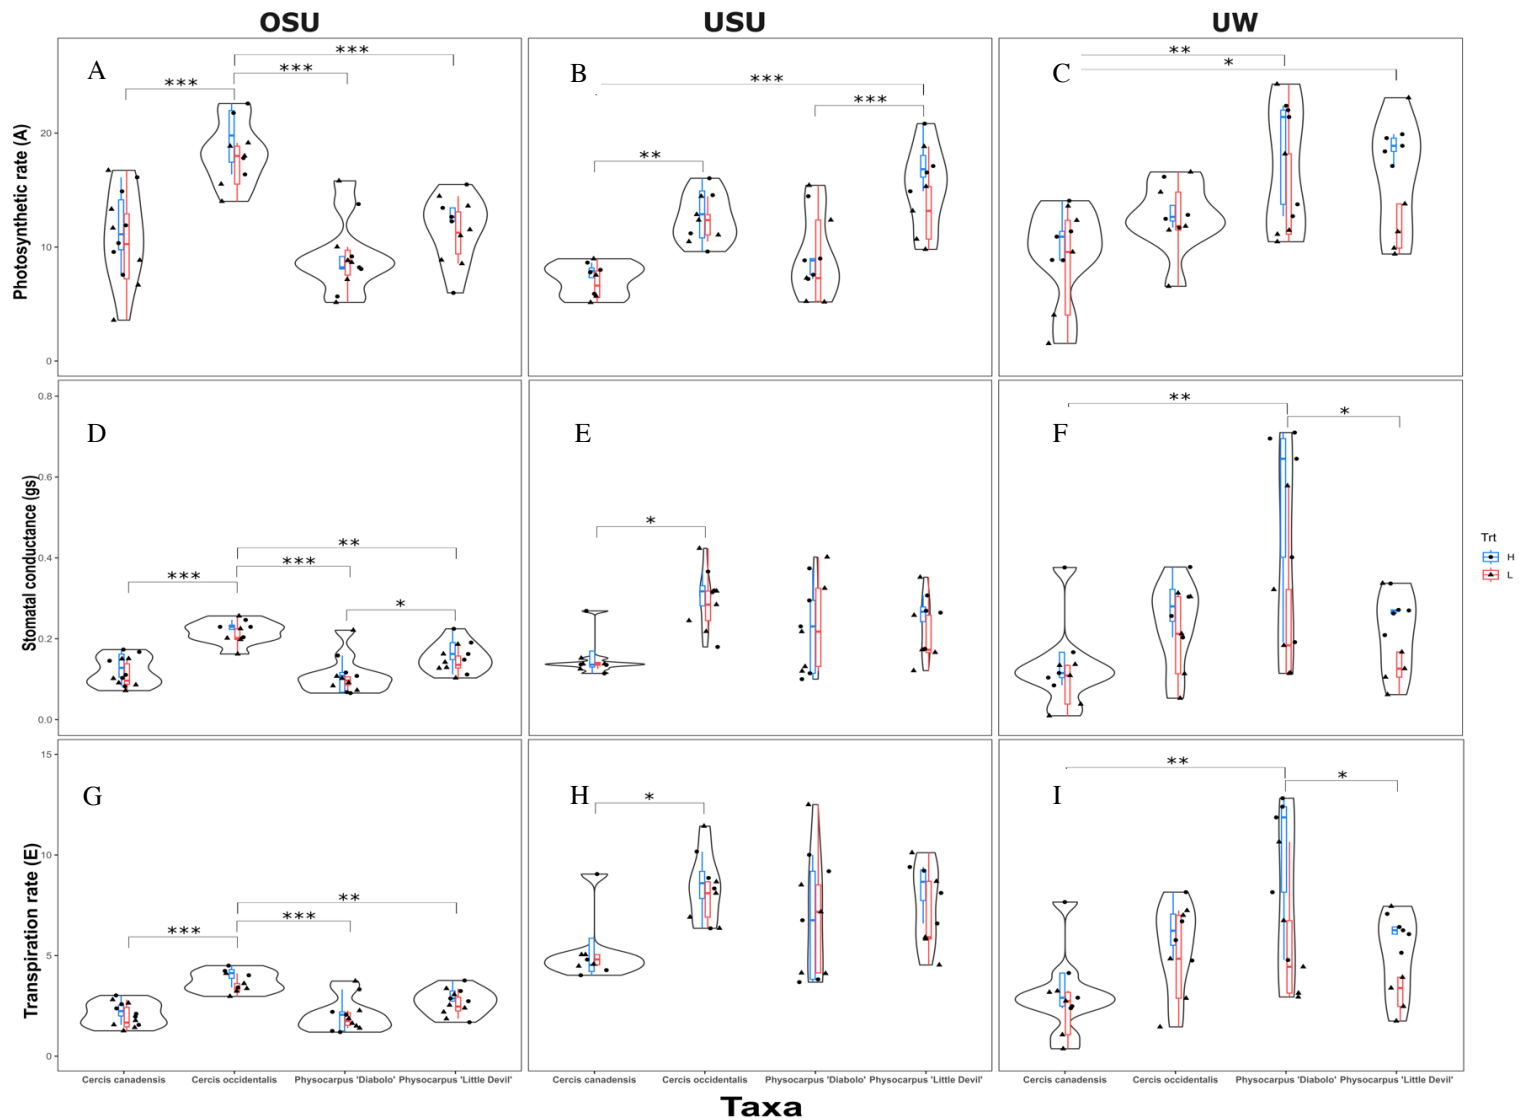 OSU USU UW
Photosynthetic rate (A)
20
10
0
A
***
***
***
B
***
***
**
C
**
*
Stomatal conductance (gs)
0.8
0.6
0.4
0.2
0.0
D
**
***
***
*
E
*
F
**
*
Trt
H
L
Transpiration rate (E)
15
10
5
0
G
**
***
***
H
*
I
**
*
Cercis canadensis Cercis occidentalis Physocarpus 'Diabolo' Physocarpus 'Little Devil'
Cercis canadensis Cercis occidentalis Physocarpus 'Diabolo' Physocarpus 'Little Devil'
Cercis canadensis Cercis occidentalis Physocarpus 'Diabolo' Physocarpus 'Little Devil'
Taxa